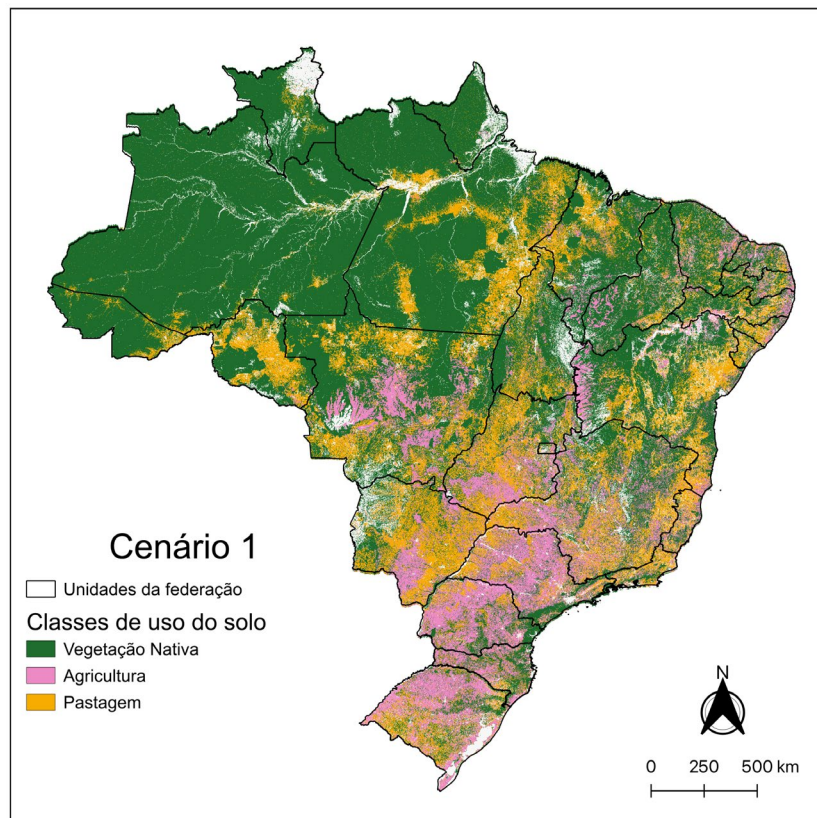 Cenário 1
Unidades da federação
Classes de uso do solo
Vegetação Nativa
Agricultura
Pastagem
N
0 250 500 km